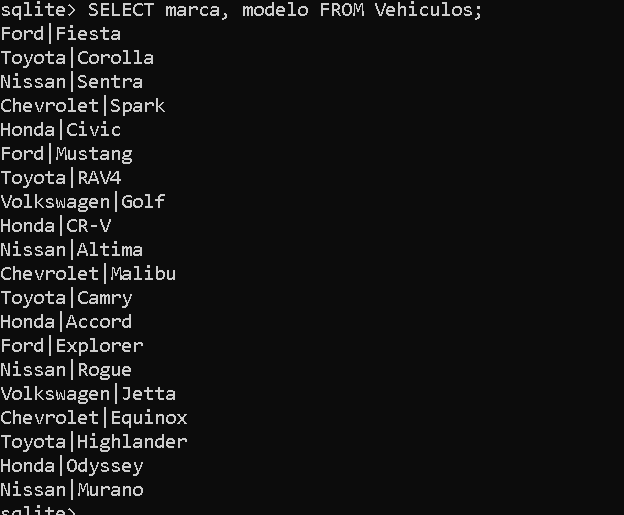 sqlite> SELECT marca, modelo FROM Vehiculos;
Ford|Fiesta
Toyota|Corolla
Nissan|Sentra
Chevrolet|Spark
Honda|Civic
Ford|Mustang
Toyota|RAV4
Volkswagen|Golf
Honda|CR-V
Nissan|Altima
Chevrolet|Malibu
Toyota|Camry
Honda|Accord
Ford|Explorer
Nissan|Rogue
Volkswagen|Jetta
Chevrolet|Equinox
Toyota|Highlander
Honda|Odyssey
Nissan|Murano
sqlite>